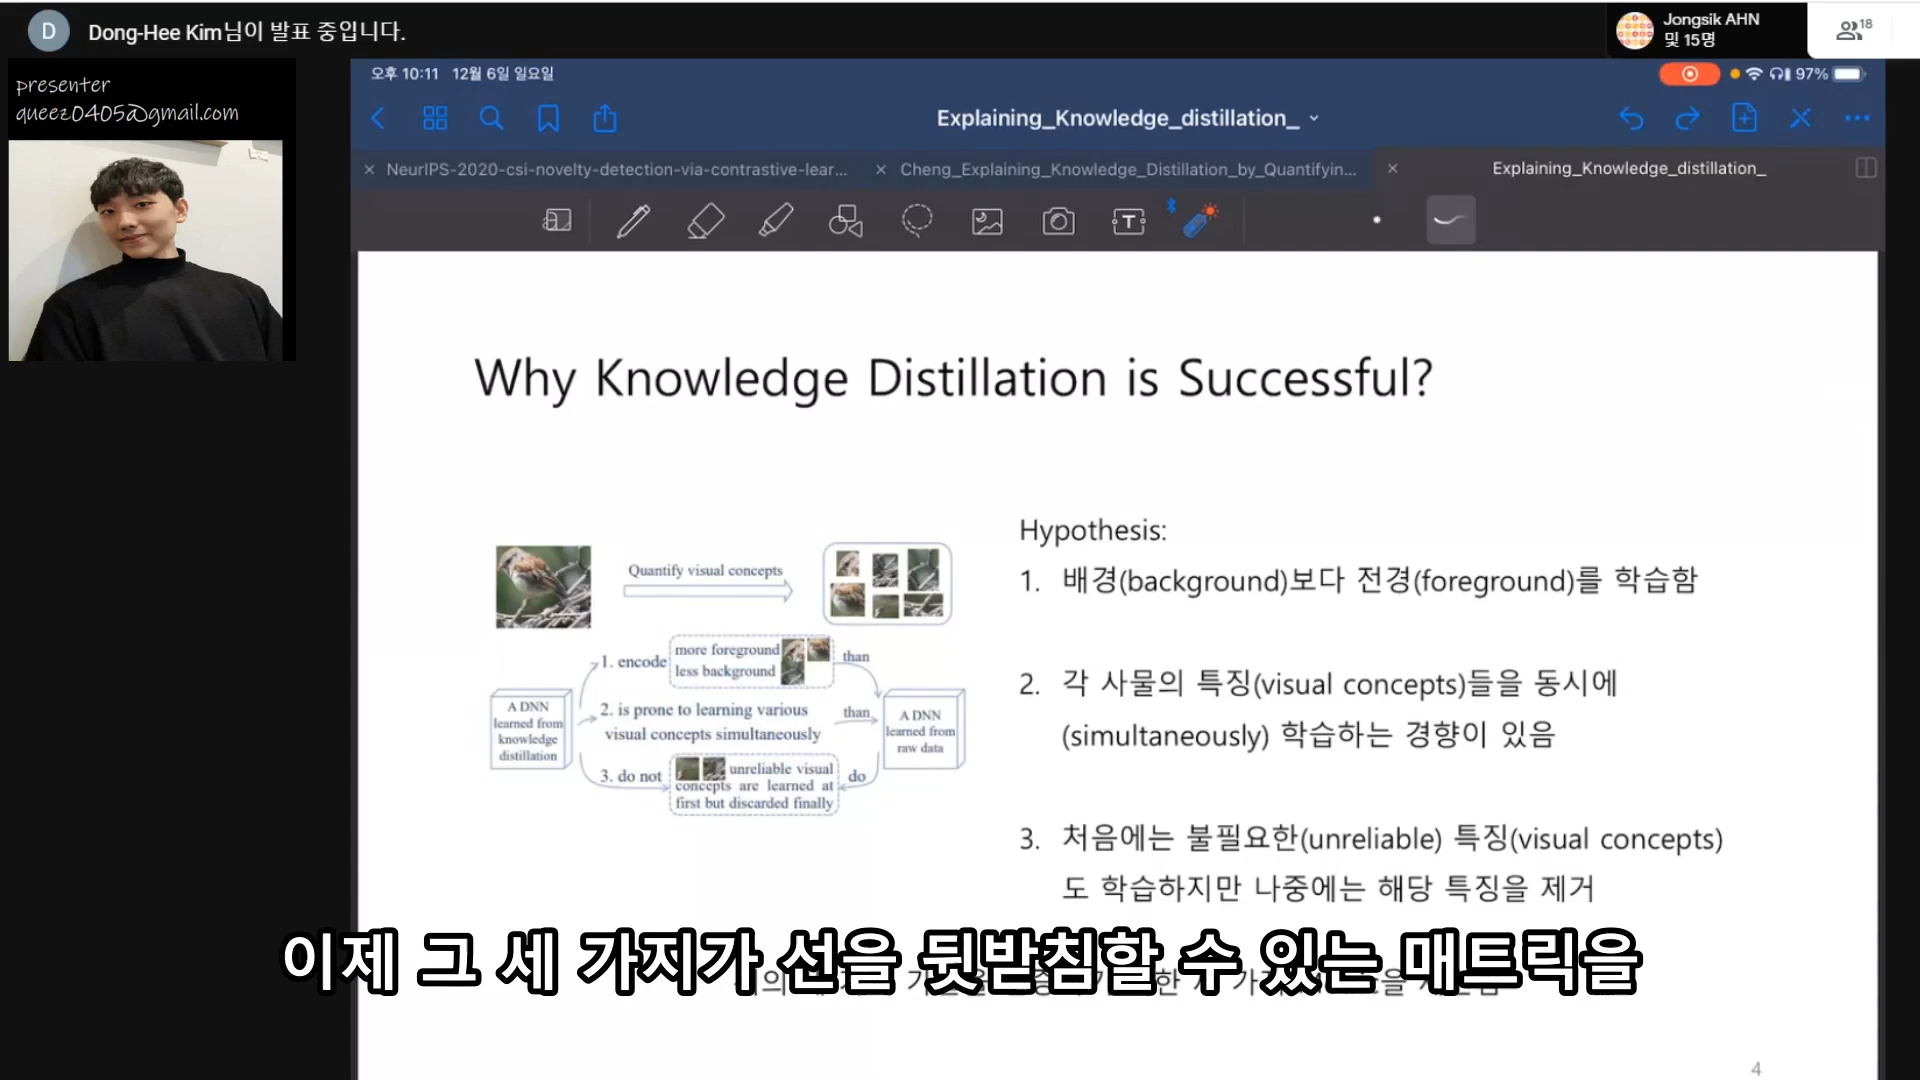 D Dong-Hee Kim님이 발표 중입니다.
Jongsik AHN
및 15명
18
presenter
queez0405@gmail.com
오후 10:11 12월 6일 일요일
97%
Explaining_Knowledge_distillation_
NeurIPS-2020-csi-novelty-detection-via-contrastive-lear...
Cheng_Explaining_Knowledge_Distillation_by_Quantifyin...
Explaining_Knowledge_distillation_
Why Knowledge Distillation is Successful?
Quantify visual concepts
1. encode
more foreground
less background
than
A DNN
learned from
knowledge
distillation
2. is prone to learning various
visual concepts simultaneously
than
A DNN
learned from
raw data
3. do not
unreliable visual
concepts are learned at
first but discarded finally
do
Hypothesis:
1. 배경(background)보다 전경(foreground)를 학습함
2. 각 사물의 특징(visual concepts)들을 동시에
(simultaneously) 학습하는 경향이 있음
3. 처음에는 불필요한(unreliable) 특징(visual concepts)
도 학습하지만 나중에는 해당 특징을 제거
이제 그 세 가지가 선을 뒷받침할 수 있는 매트릭을
4